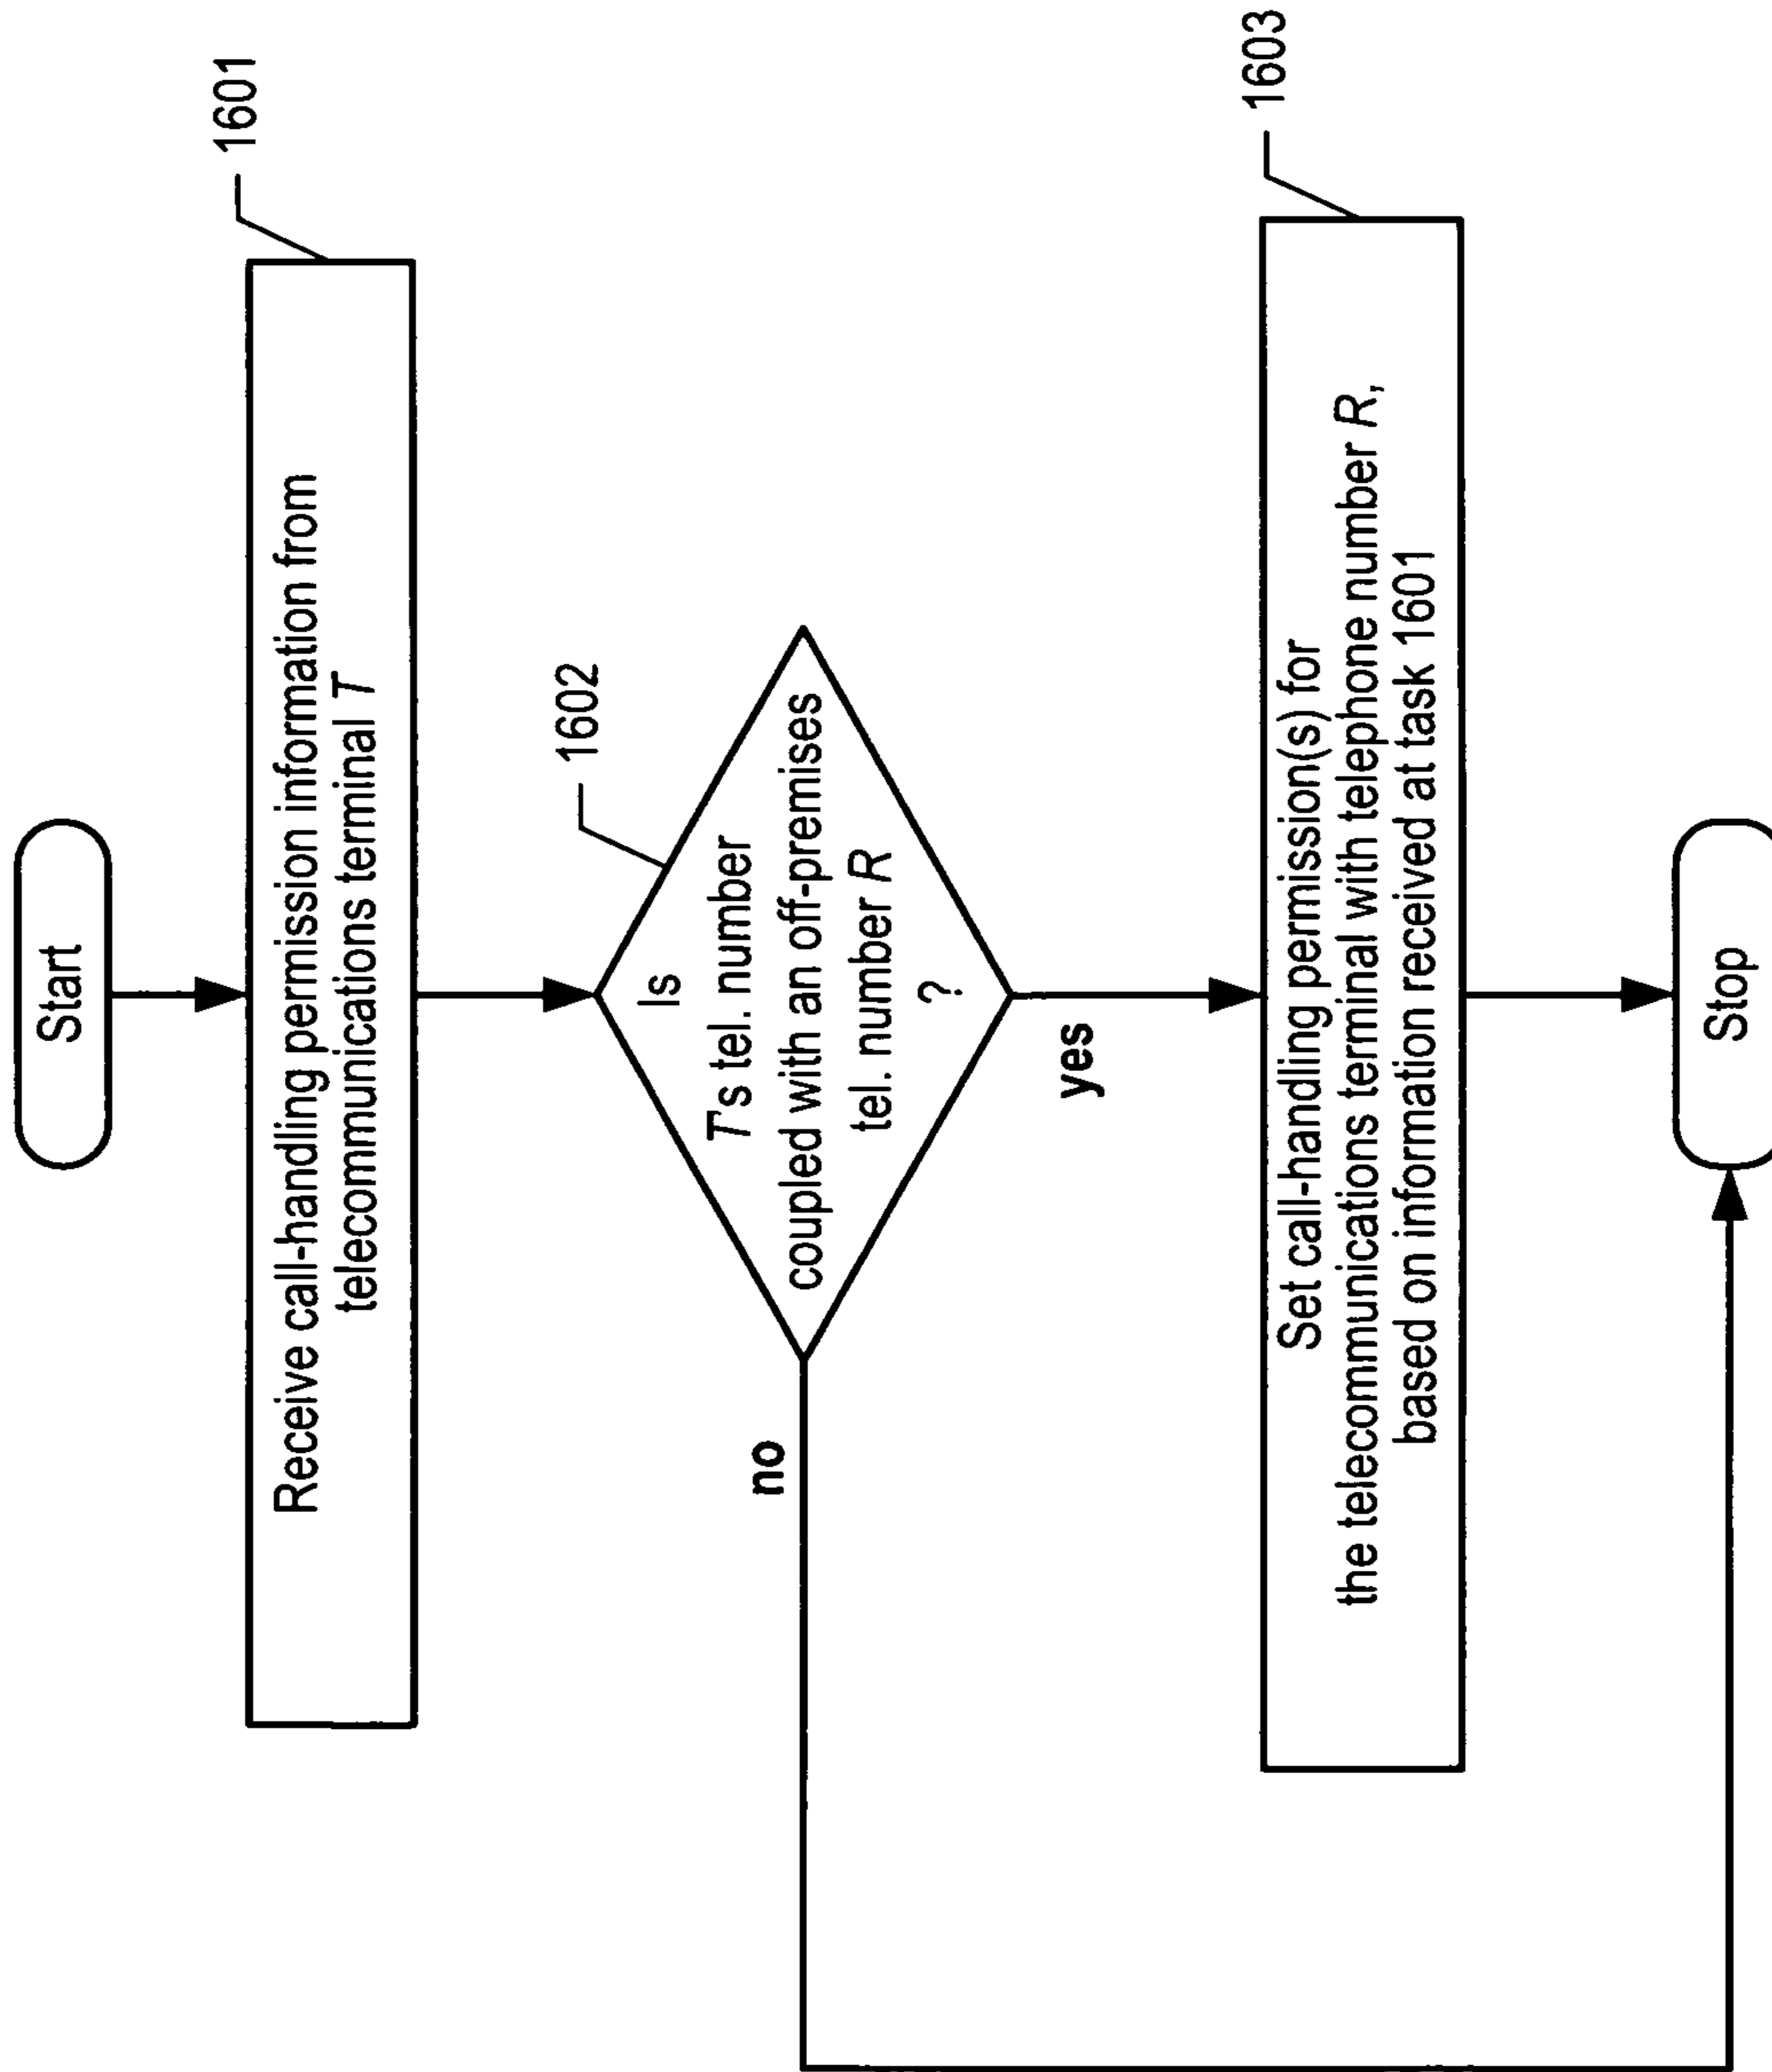 Start
1601
Receive call-handling permission information from
telecommunications terminal T
1602
Is
T's tel. number
coupled with an off-premises
tel. number R
?
no
yes
1603
Set call-handling permission(s) for
the telecommunications terminal with telephone number R,
based on information received at task 1601
Stop